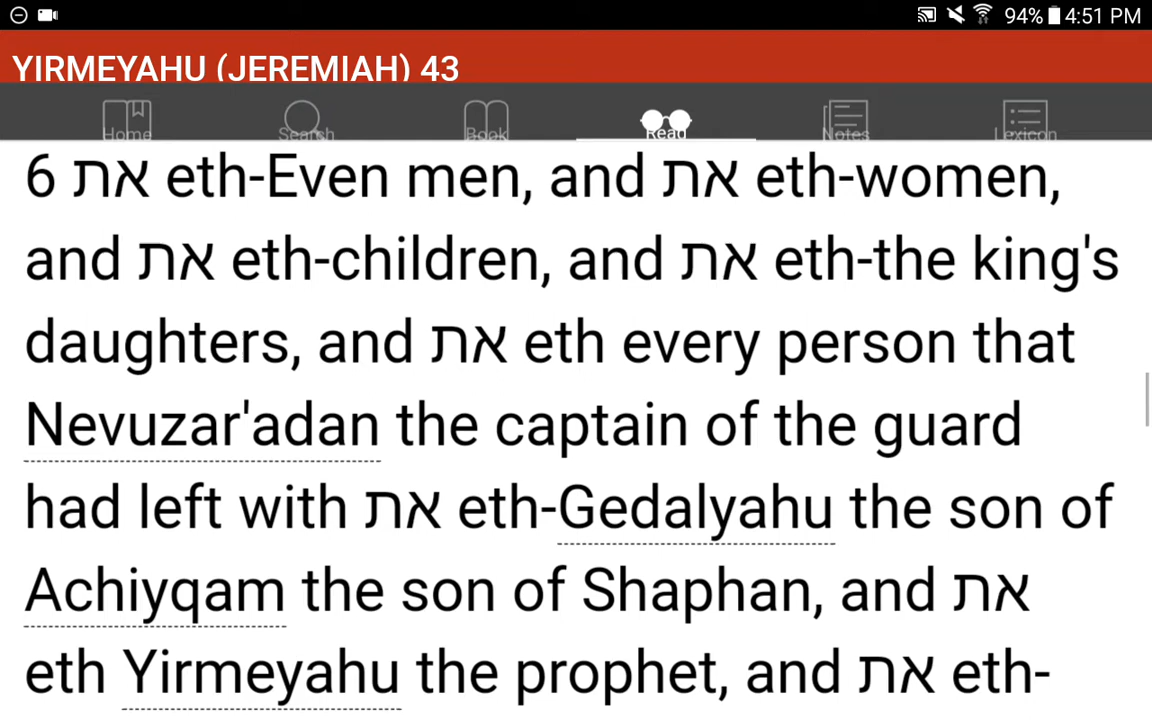 94% 4:51 PM
YIRMEYAHU (JEREMIAH) 43
Home Search Book Read Notes Lexicon
6 את eth-Even men, and את eth-women,
and את eth-children, and את eth-the king's
daughters, and את eth every person that
Nevuzar'adan the captain of the guard
had left with את eth-Gedalyahu the son of
Achiyqam the son of Shaphan, and את
eth Yirmeyahu the prophet, and את eth-